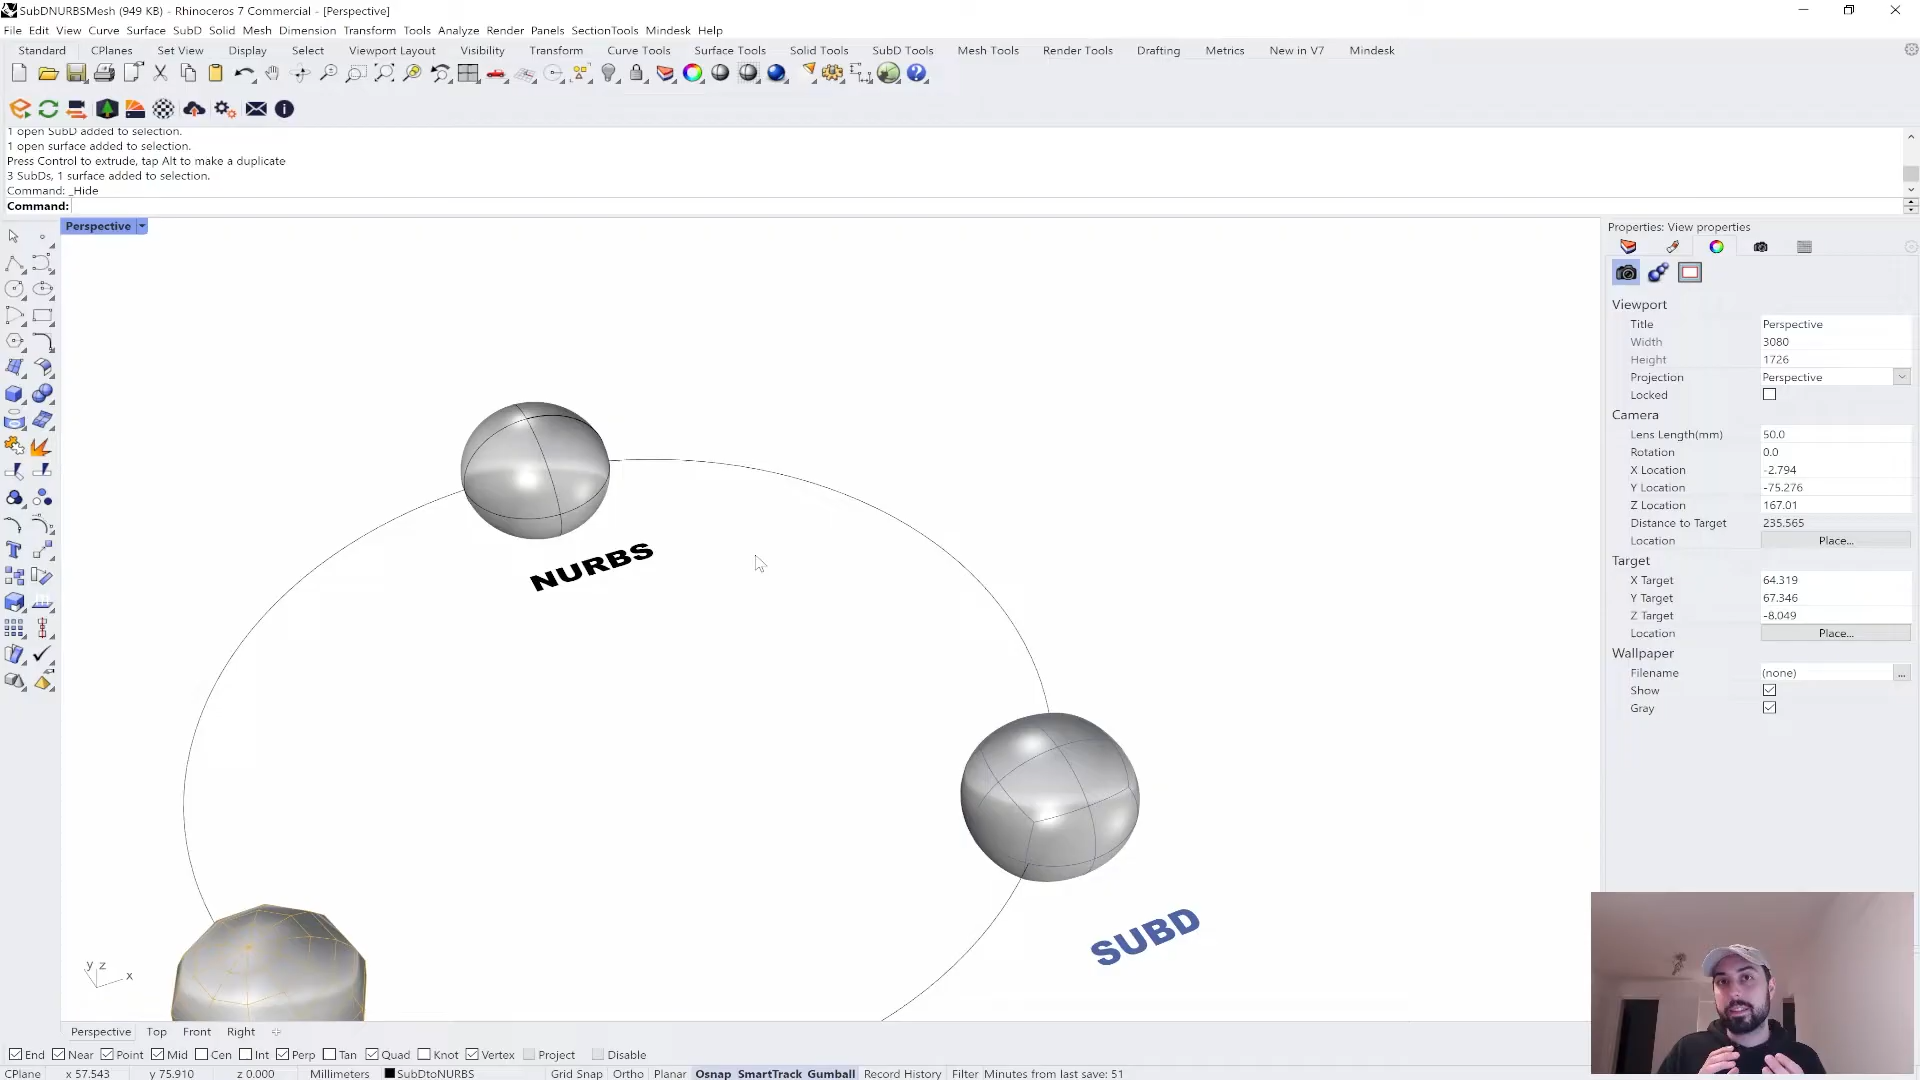 SubDNURBSMesh (949 KB) - Rhinoceros 7 Commercial - [Perspective]
File Edit View Curve Surface SubD Solid Mesh Dimension Transform Tools Analyze Render Panels SectionTools Mindesk Help
Standard CPlanes Set View Display Select Viewport Layout Visibility Transform Curve Tools Surface Tools Solid Tools SubD Tools Mesh Tools Render Tools Drafting Metrics New in V7 Mindesk
1 open SubD added to selection.
1 open surface added to selection.
Press Control to extrude, tap Alt to make a duplicate
3 SubDs, 1 surface added to selection.
Command: _Hide
Command:
Perspective
Properties: View properties
Viewport
Title Perspective
Width 3080
Height 1726
Projection Perspective
Locked
Camera
Lens Length(mm) 50.0
Rotation 0.0
X Location -2.794
Y Location -75.276
Z Location 167.01
Distance to Target 235.565
Location Place...
Target
X Target 64.319
Y Target 67.346
Z Target -8.049
Location Place...
Wallpaper
Filename (none) ...
Show
Gray
NURBS
SUBD
y z x
Perspective Top Front Right
End Near Point Mid Cen Int Perp Tan Quad Knot Vertex Project Disable
CPlane x 57.543 y 75.910 z 0.000 Millimeters SubDtoNURBS Grid Snap Ortho Planar Osnap SmartTrack Gumball Record History Filter Minutes from last save: 51